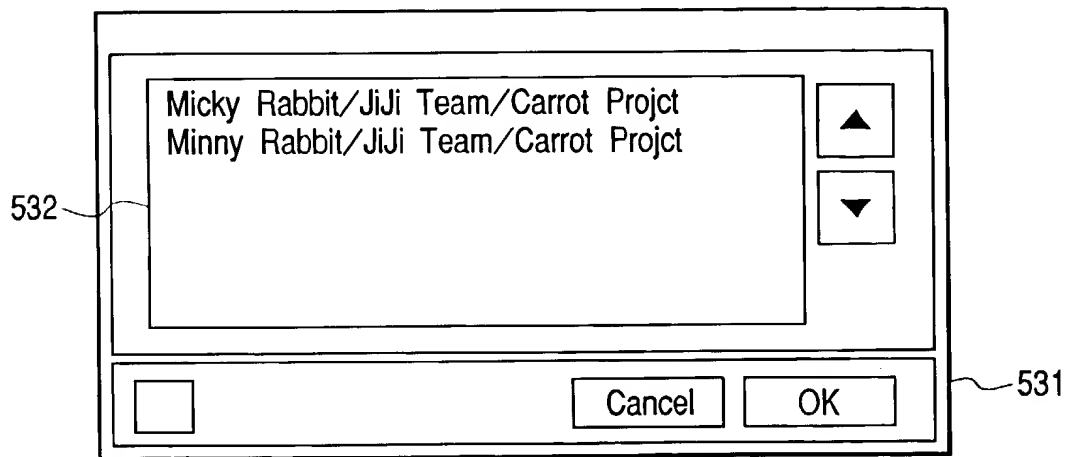 Micky Rabbit/JiJi Team/Carrot Projct
Minny Rabbit/JiJi Team/Carrot Projct
532
531
Cancel
OK